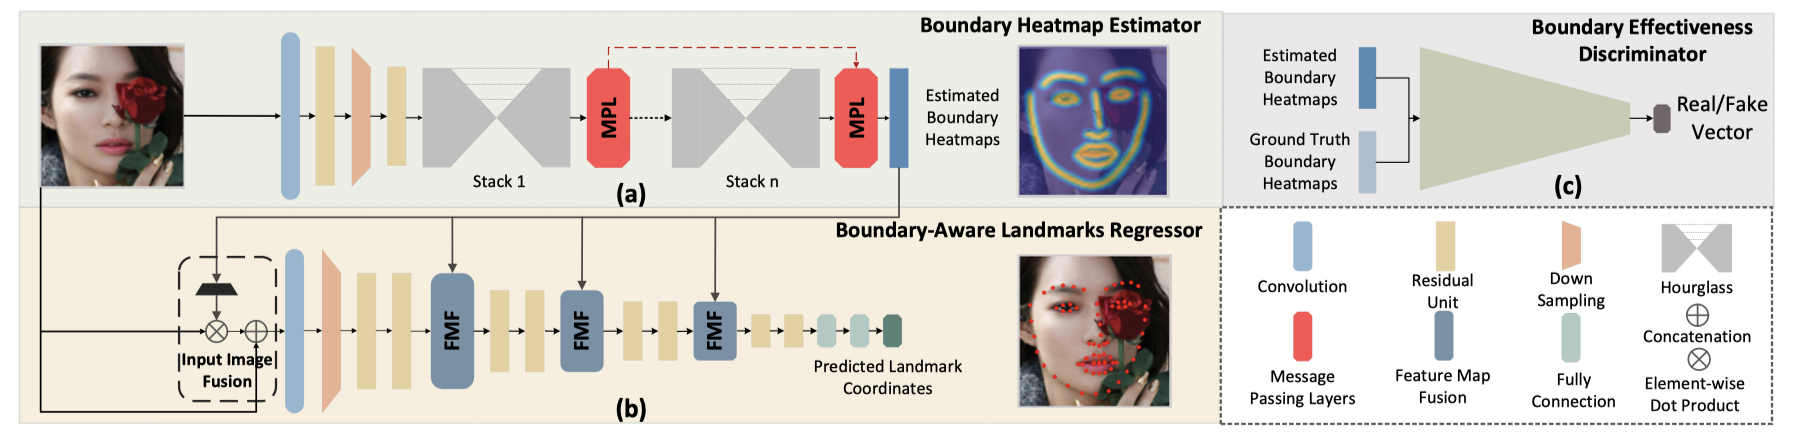 Boundary Heatmap Estimator
MPL
MPL
Estimated
Boundary
Heatmaps
Stack 1
Stack n
(a)
Boundary Effectiveness
Discriminator
Estimated
Boundary
Heatmaps
Ground Truth
Boundary
Heatmaps
Real/Fake
Vector
(c)
Boundary-Aware Landmarks Regressor
Input Image
Fusion
FMF
FMF
FMF
Predicted Landmark
Coordinates
(b)
Convolution
Residual
Unit
Down
Sampling
Hourglass
Concatenation
Message
Passing Layers
Feature Map
Fusion
Fully
Connection
Element-wise
Dot Product